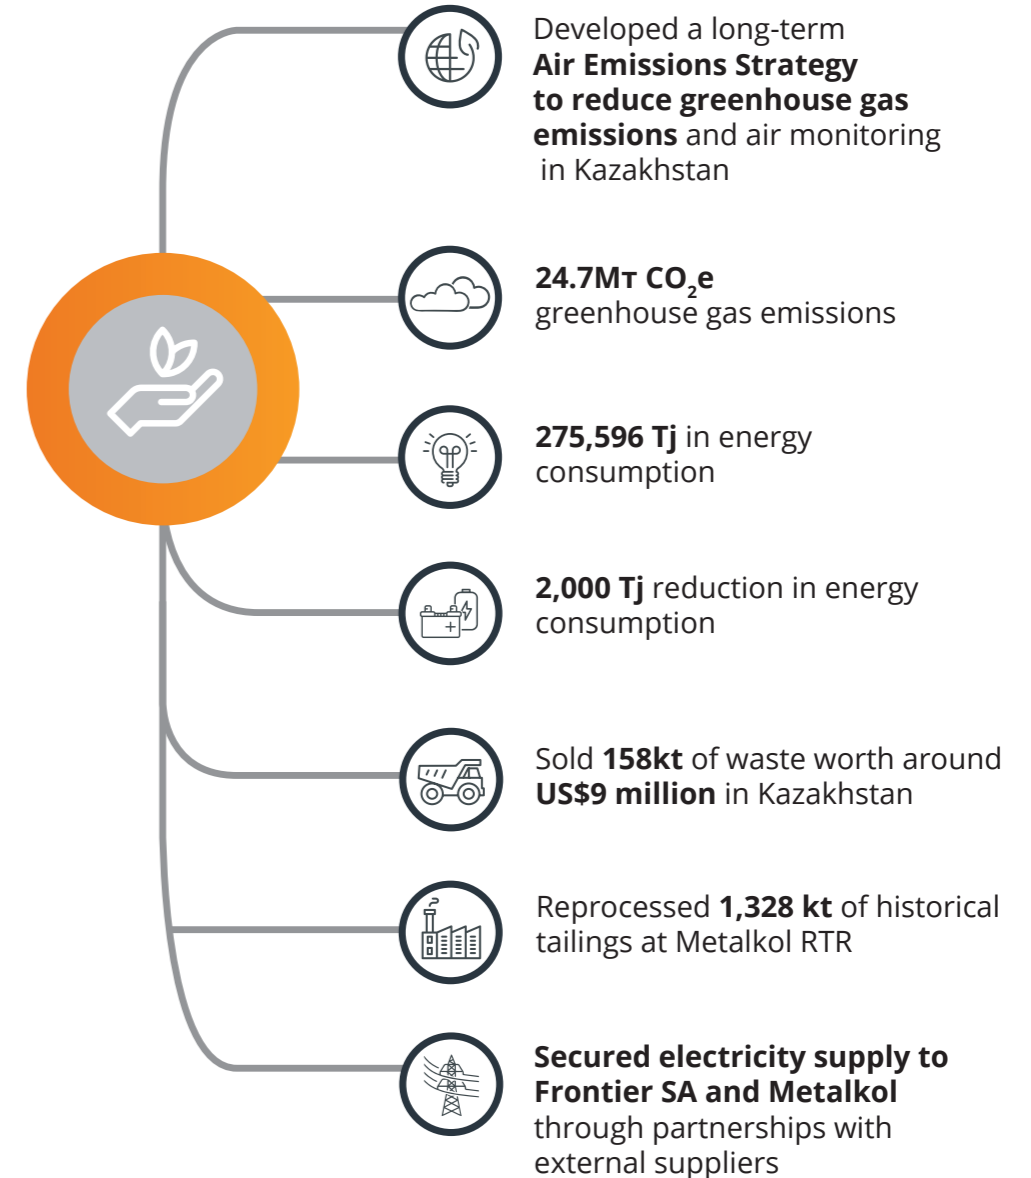 Developed a long-term
Air Emissions Strategy
to reduce greenhouse gas
emissions and air monitoring
in Kazakhstan
24.7Mт CO₂e
greenhouse gas emissions
275,596 Tj in energy
consumption
2,000 Tj reduction in energy
consumption
Sold 158kt of waste worth around
US$9 million in Kazakhstan
Reprocessed 1,328 kt of historical
tailings at Metalkol RTR
Secured electricity supply to
Frontier SA and Metalkol
through partnerships with
external suppliers